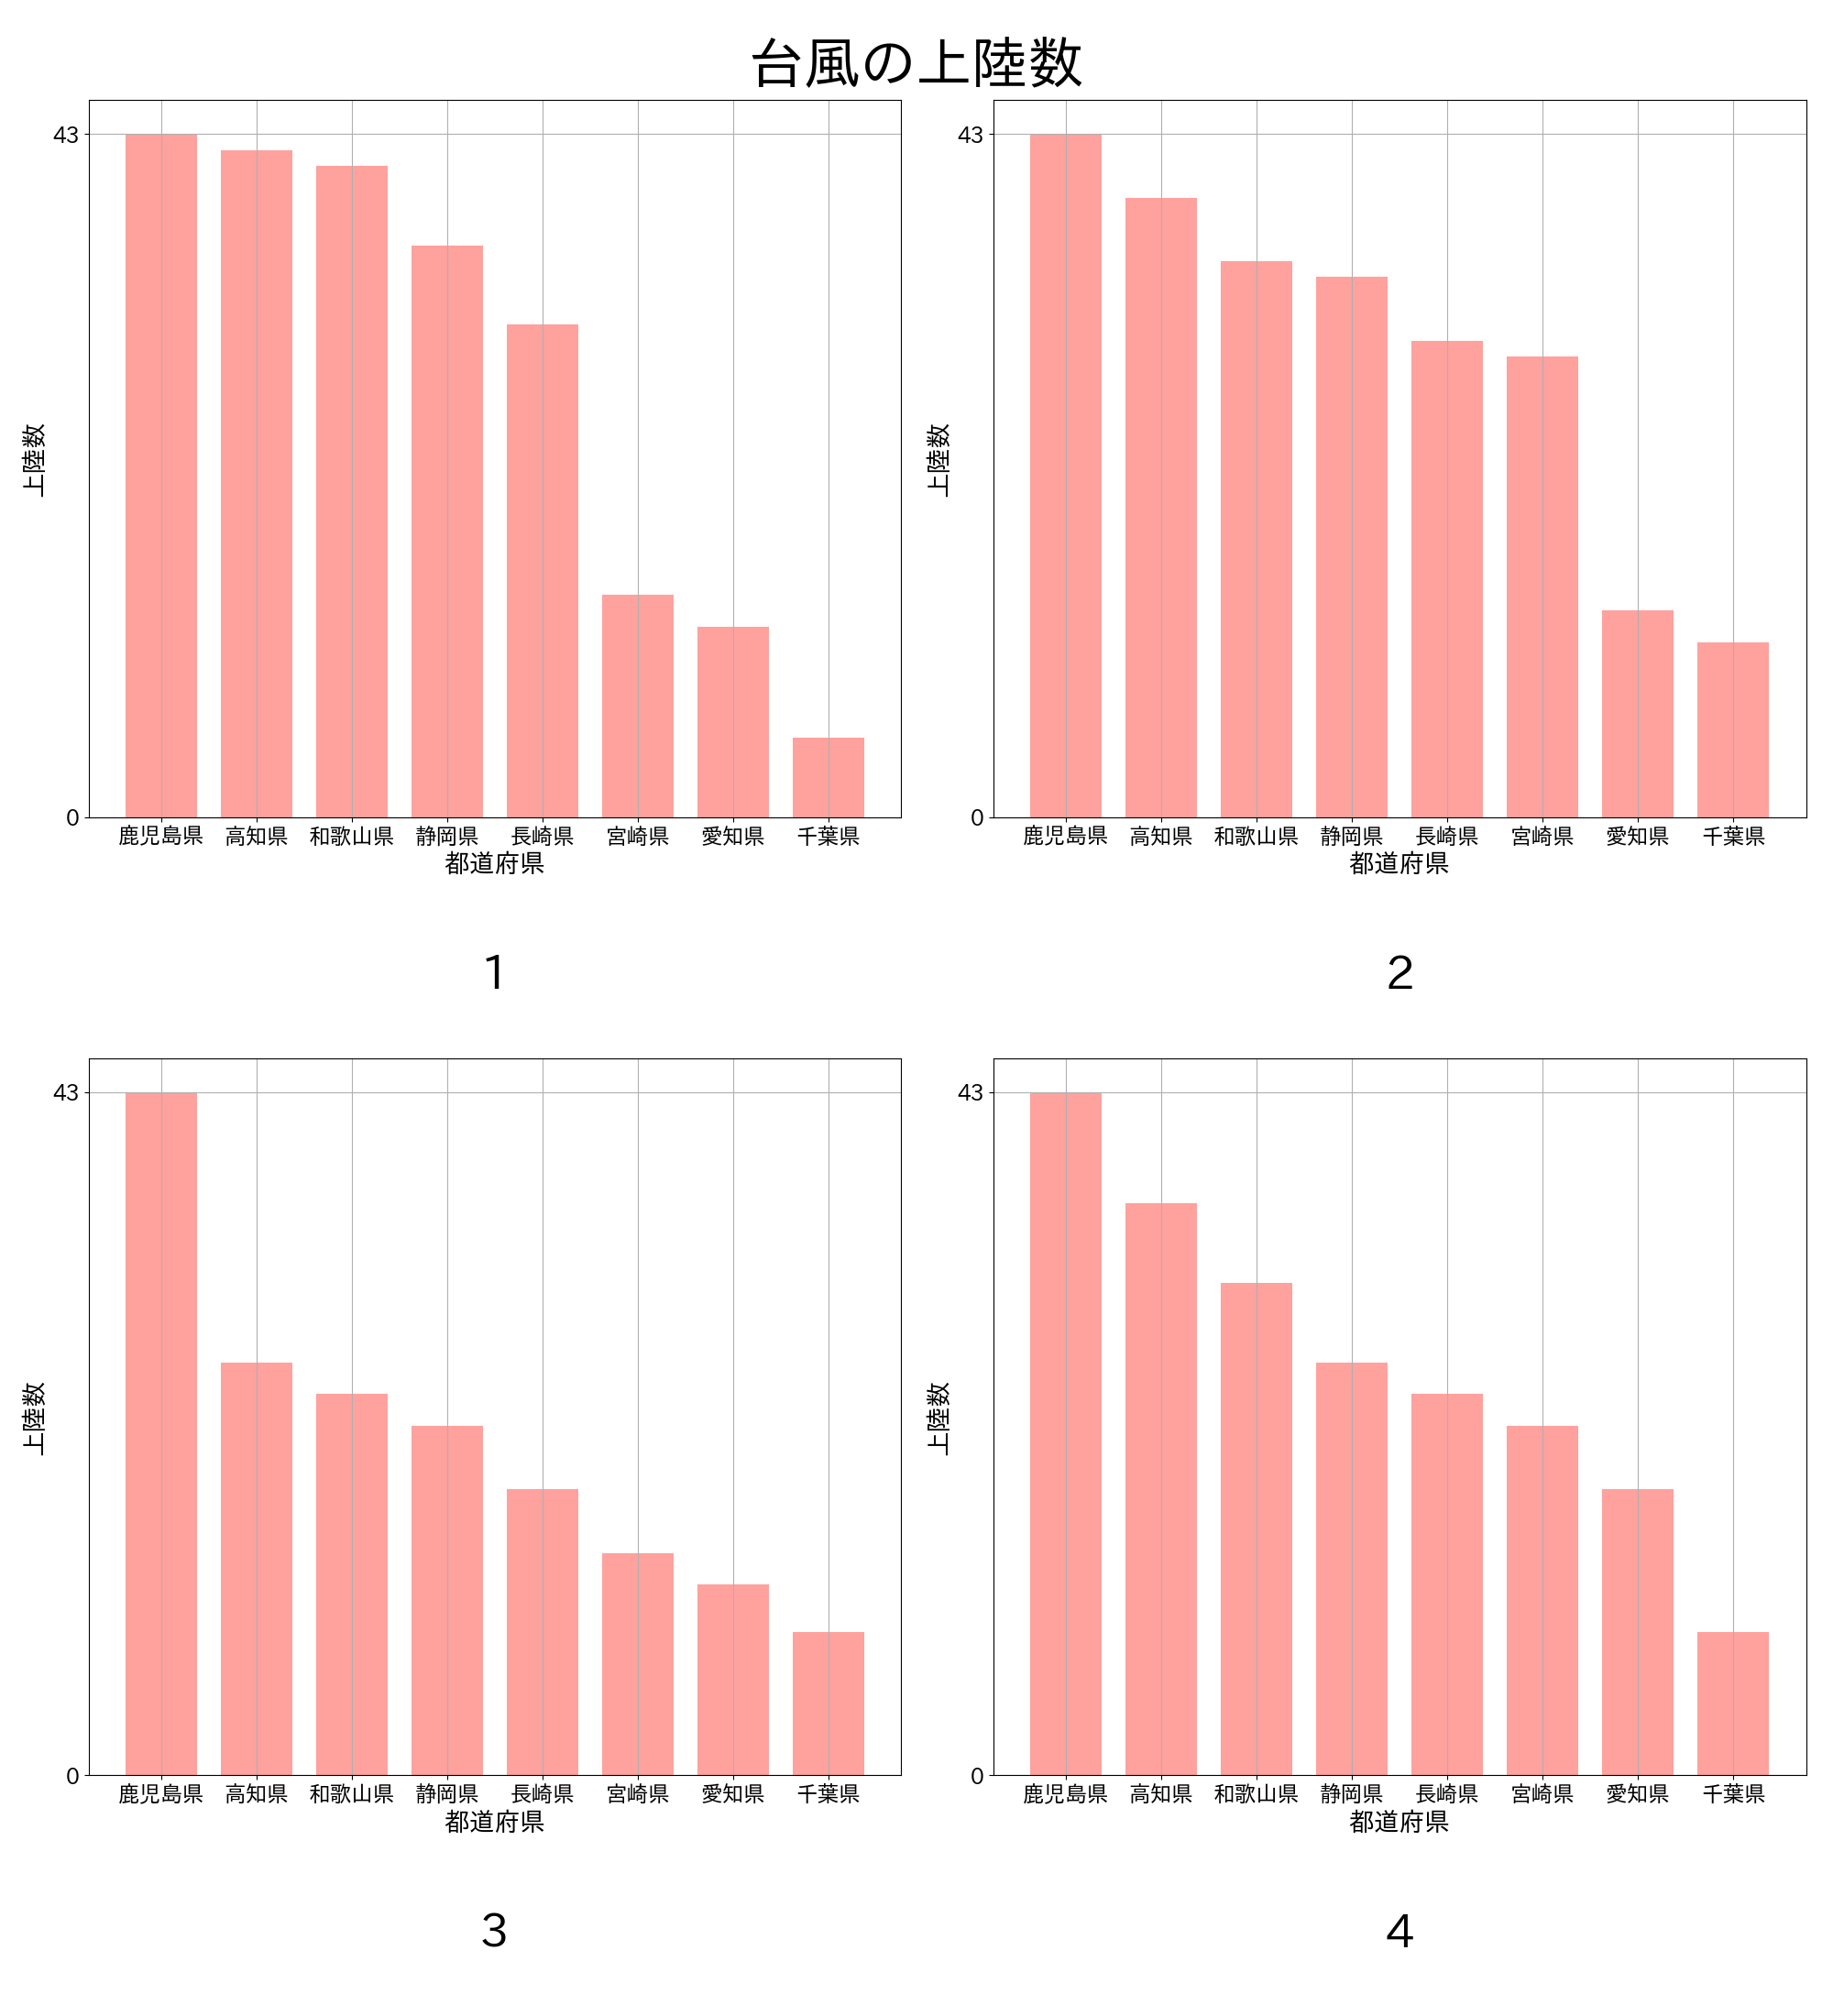 台風の上陸数
43
0
上陸数
鹿児島県 高知県 和歌山県 静岡県 長崎県 宮崎県 愛知県 千葉県
都道府県
1
43
0
上陸数
鹿児島県 高知県 和歌山県 静岡県 長崎県 宮崎県 愛知県 千葉県
都道府県
2
43
0
上陸数
鹿児島県 高知県 和歌山県 静岡県 長崎県 宮崎県 愛知県 千葉県
都道府県
3
43
0
上陸数
鹿児島県 高知県 和歌山県 静岡県 長崎県 宮崎県 愛知県 千葉県
都道府県
4